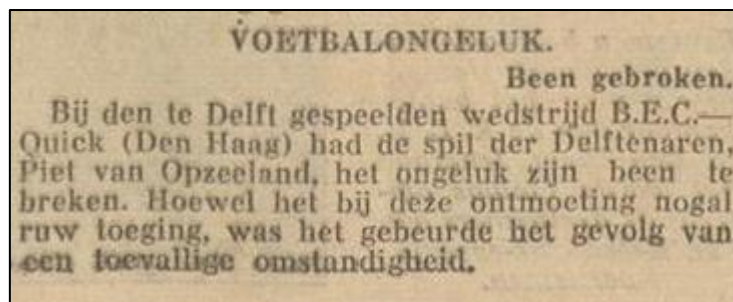 VOETBALONGELUK.
Been gebroken.
Bij den te Delft gespeelden wedstrijd B.E.C.—
Quick (Den Haag) had de spil der Delftenaren,
Piet van Opzeeland, het ongeluk zijn been te
breken. Hoewel het bij deze ontmoeting nogal
ruw toeging, was het gebeurde het gevolg van
een toevallige omstandigheid.